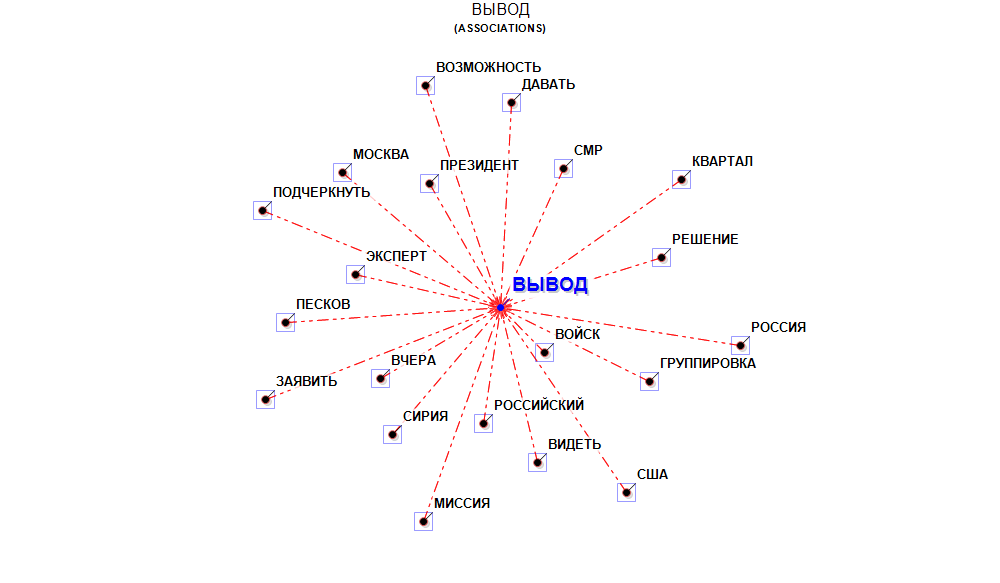 ВЫВОД
(ASSOCIATIONS)
ВОЗМОЖНОСТЬ
ДАВАТЬ
СМР
МОСКВА
КВАРТАЛ
ПРЕЗИДЕНТ
ПОДЧЕРКНУТЬ
РЕШЕНИЕ
ЭКСПЕРТ
ВЫВОД
ПЕСКОВ
РОССИЯ
ВОЙСК
ВЧЕРА
ГРУППИРОВКА
ЗАЯВИТЬ
РОССИЙСКИЙ
СИРИЯ
ВИДЕТЬ
США
МИССИЯ